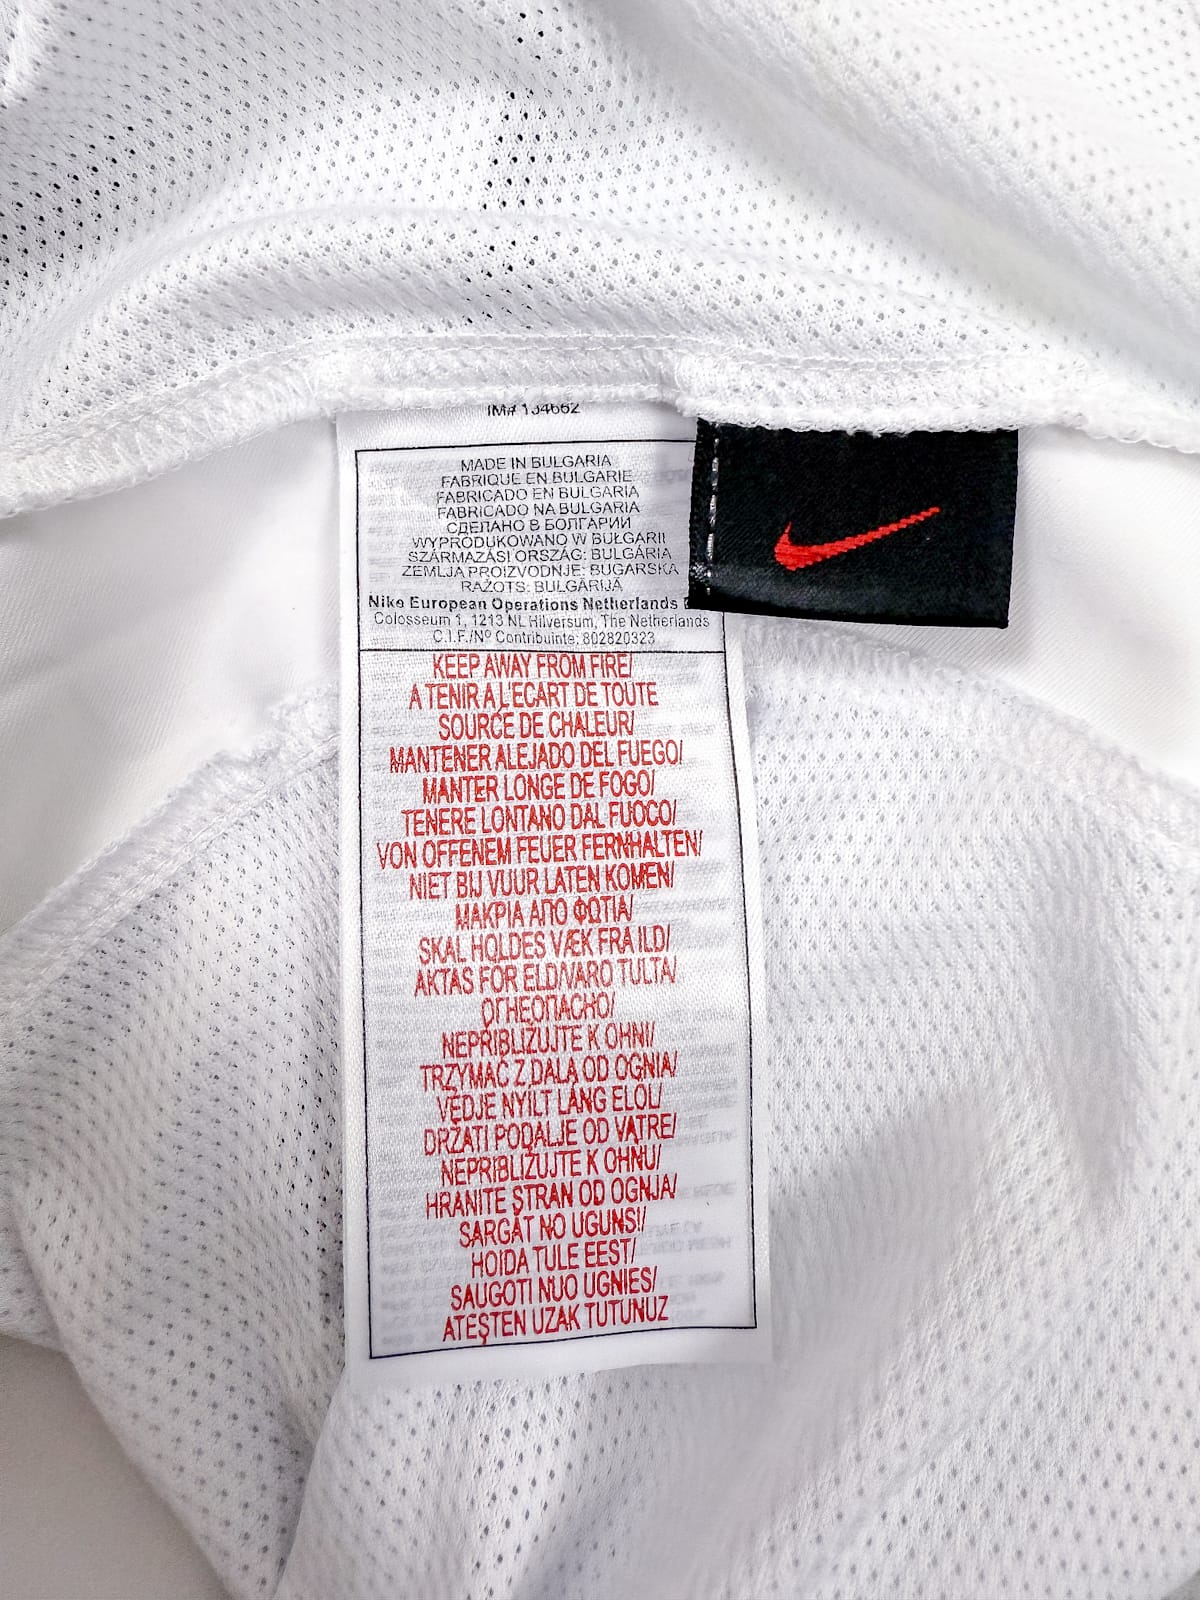 MADE IN BULGARIA
FABRIQUE EN BULGARIE
FABRICADO EN BULGARIA
FABRICADO NA BULGARIA
СДЕЛАНО В БОЛГАРИИ
WYPRODUKOWANO W BUŁGARII
SZÁRMAZÁSI ORSZÁG: BULGÁRIA
ZEMLJA PROIZVODNJE: BUGARSKA
RAŽOTS: BULGĀRIJĀ
Nike European Operations Netherlands
Colosseum 1, 1213 NL Hilversum, The Netherlands
C.I.F./Nº Contribuinte: 802820323
KEEP AWAY FROM FIRE/
A TENIR A L'ECART DE TOUTE
SOURCE DE CHALEUR/
MANTENER ALEJADO DEL FUEGO/
MANTER LONGE DE FOGO/
TENERE LONTANO DAL FUOCO/
VON OFFENEM FEUER FERNHALTEN/
NIET BIJ VUUR LATEN KOMEN/
ΜΑΚΡΙΑ ΑΠΟ ΦΩΤΙΑ/
SKAL HOLDES VÆK FRA ILD/
AKTAS FÖR ELD/VARO TULTA/
ОГНЕОПАСНО/
NEPŘIBLIŽUJTE K OHNI/
TRZYMAĆ Z DALA OD OGNIA/
VÉDJE NYÍLT LÁNG ELOL/
DRŽATI PODALJE OD VATRE/
NEPRIBLIŽUJTE K OHŇU/
HRANITE STRAN OD OGNJA/
SARGĀT NO UGUNS!/
HOIDA TULE EEST/
SAUGOTI NUO UGNIES/
ATEŞTEN UZAK TUTUNUZ